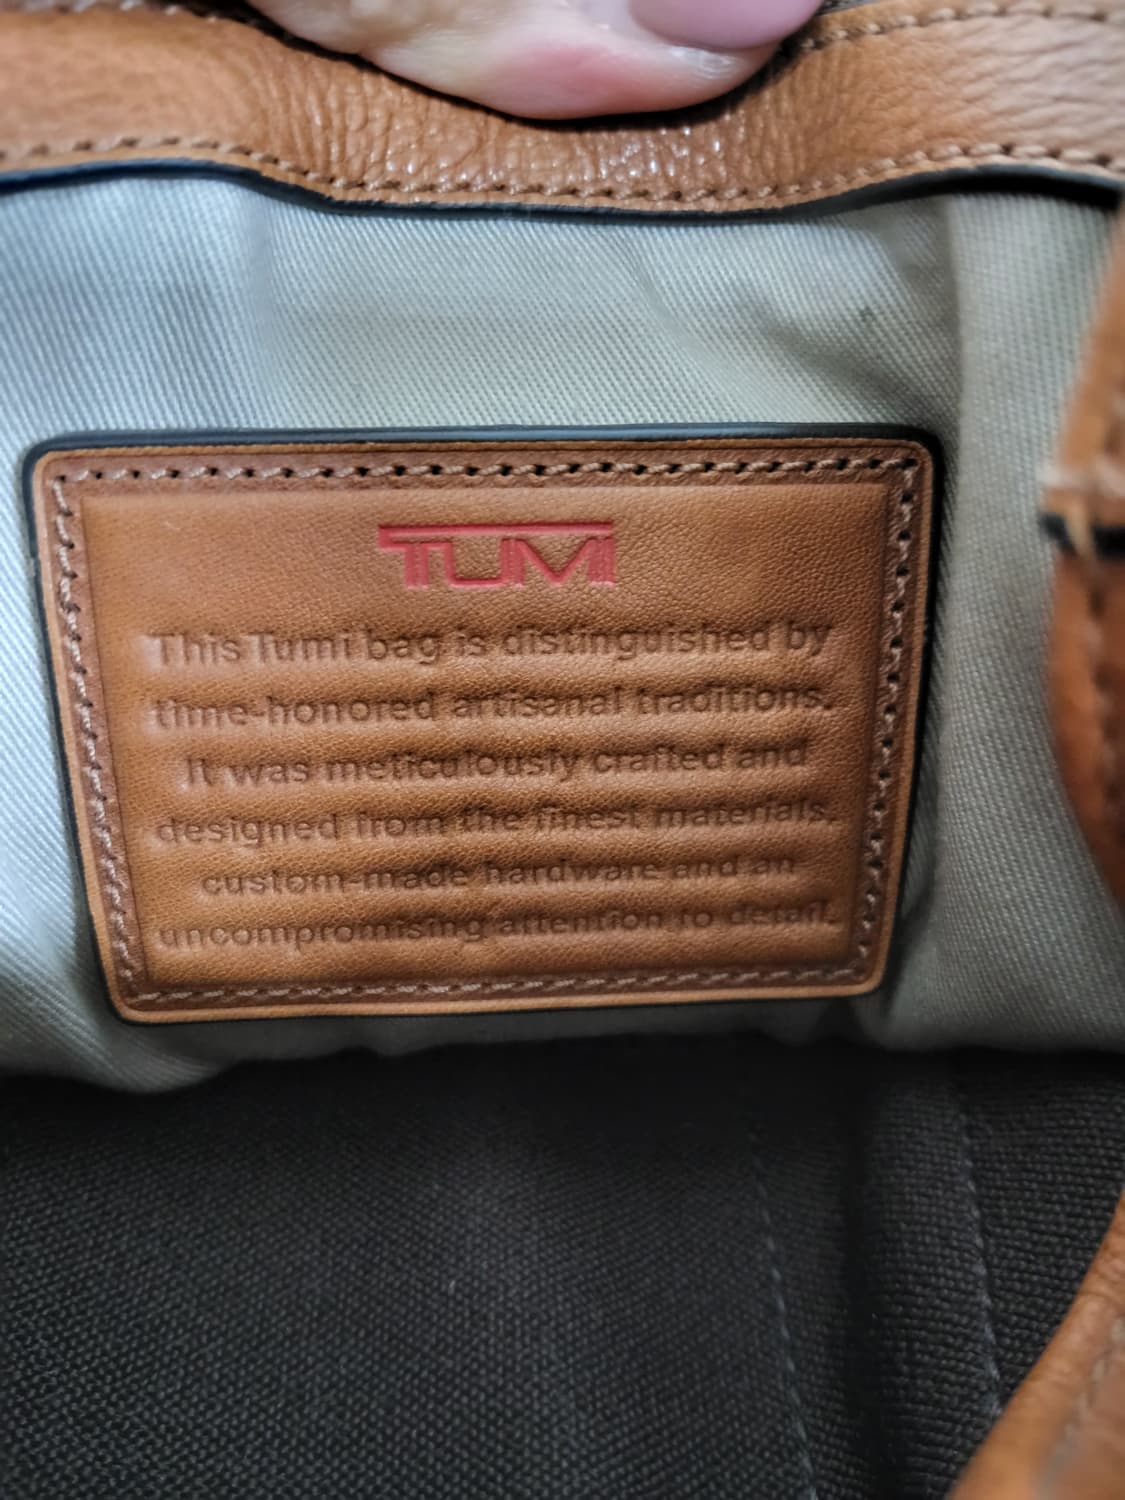 TUMI
This Tumi bag is distinguished by
time-honored artisanal traditions.
It was meticulously crafted and
designed from the finest materials,
custom-made hardware and an
uncompromising attention to detail.